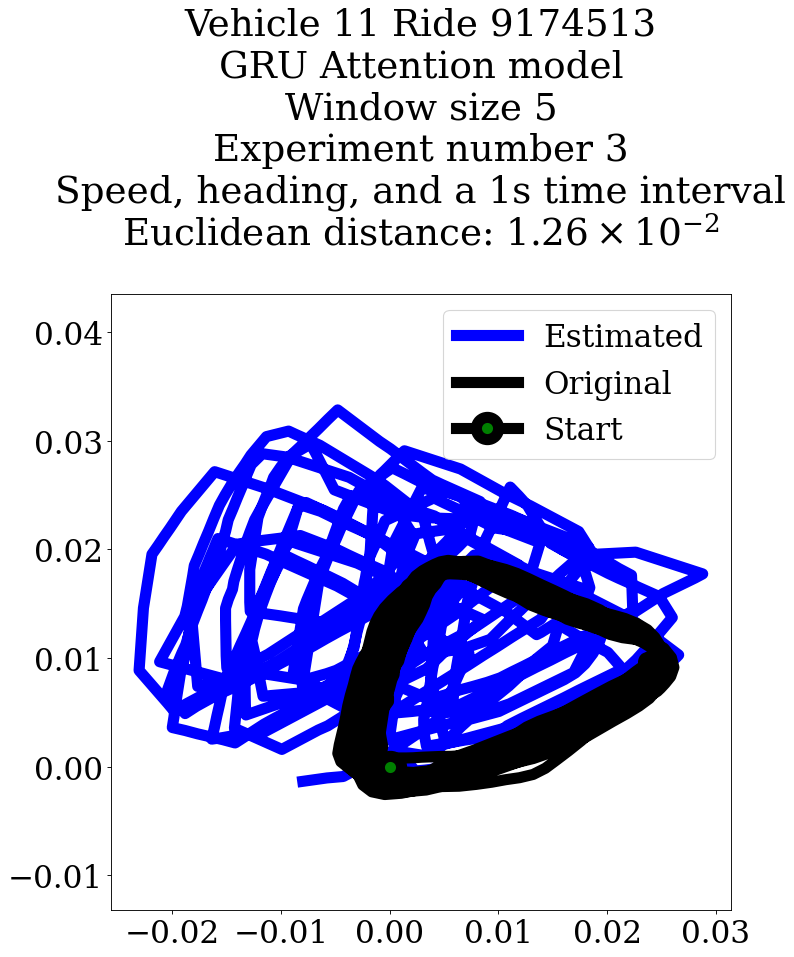 Vehicle 11 Ride 9174513
GRU Attention model
Window size 5
Experiment number 3
Speed, heading, and a 1s time interval
Euclidean distance: 1.26 × 10⁻²
0.04
0.03
0.02
0.01
0.00
−0.01
Estimated
Original
Start
−0.02 −0.01 0.00 0.01 0.02 0.03